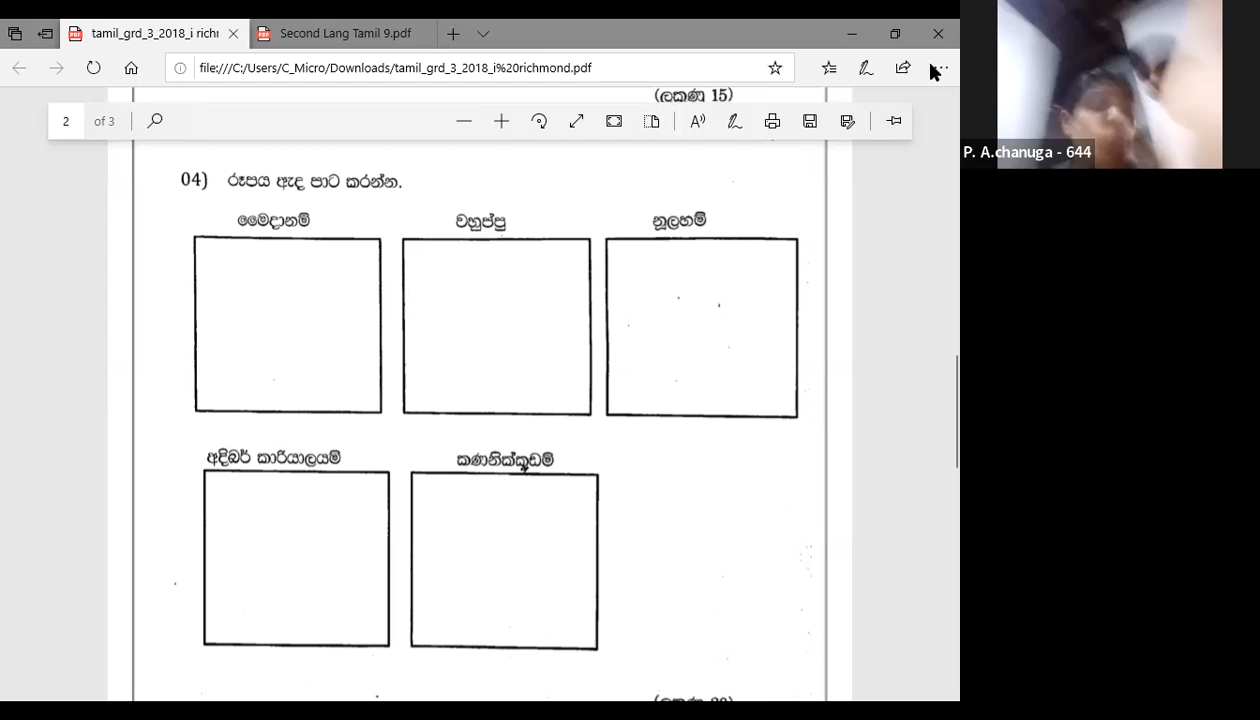 tamil_grd_3_2018_i richm
Second Lang Tamil 9.pdf
file:///C:/Users/C_Micro/Downloads/tamil_grd_3_2018_i%20richmond.pdf
(ලකුණු 15)
2 of 3
P. A.chanuga - 644
04) රූපය ඇඳ පාට කරන්න.
මෛදානම් වහුප්පු නූලහම්
අදිබර් කාරියාලයම් කණනික්කූඩම්